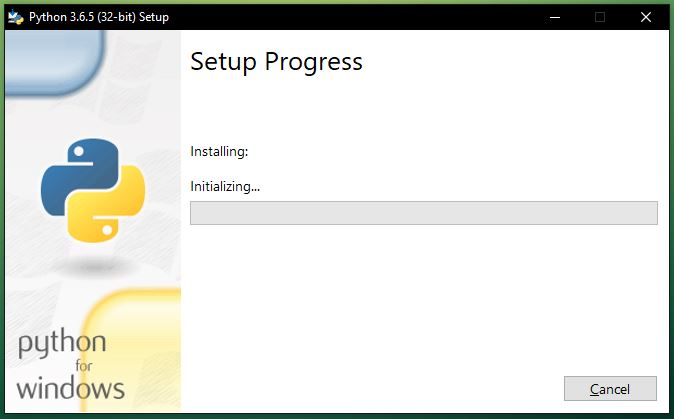 Python 3.6.5 (32-bit) Setup
Setup Progress
Installing:
Initializing...
Cancel
python
for
windows